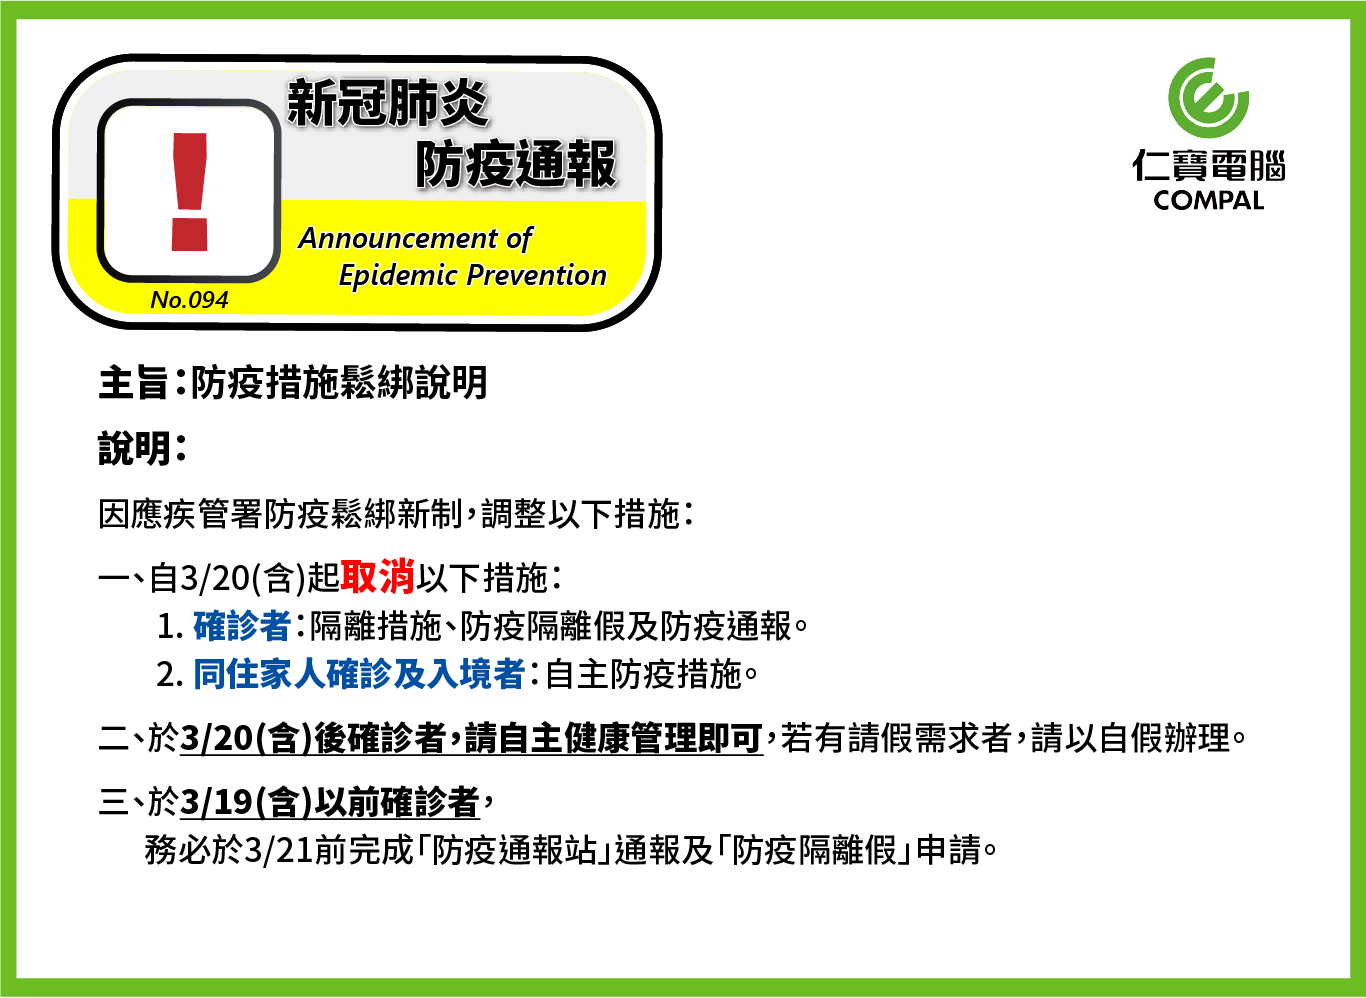 新冠肺炎
防疫通報
Announcement of
Epidemic Prevention
No.094
仁寶電腦
COMPAL
主旨：防疫措施鬆綁說明
說明：
因應疾管署防疫鬆綁新制，調整以下措施：
一、自3/20(含)起取消以下措施：
1. 確診者：隔離措施、防疫隔離假及防疫通報。
2. 同住家人確診及入境者：自主防疫措施。
二、於3/20(含)後確診者，請自主健康管理即可，若有請假需求者，請以自假辦理。
三、於3/19(含)以前確診者，
務必於3/21前完成「防疫通報站」通報及「防疫隔離假」申請。